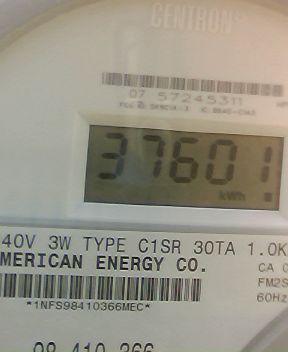 CENTRON®
07 57245311
37601
kWh
40V 3W TYPE C1SR 30TA 1.0K
MERICAN ENERGY CO.
CA 0
FM2S
*1NFS98410366MEC*
60Hz
98 410 366